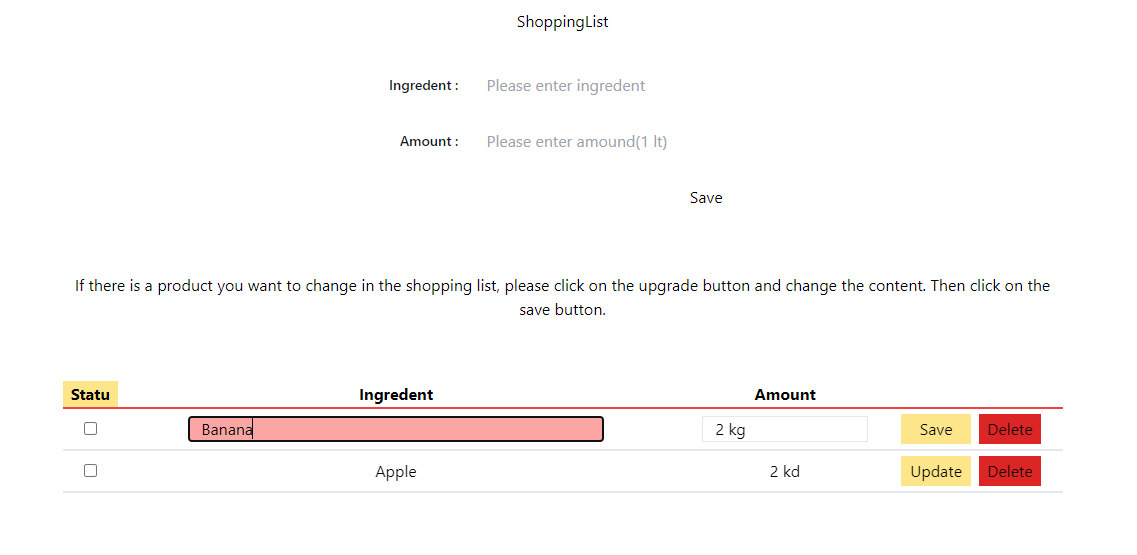 ShoppingList
Ingredent :
Please enter ingredent
Amount :
Please enter amound(1 lt)
Save
If there is a product you want to change in the shopping list, please click on the upgrade button and change the content. Then click on the
save button.
Statu Ingredent Amount
Banana 2 kg Save Delete
Apple 2 kd Update Delete